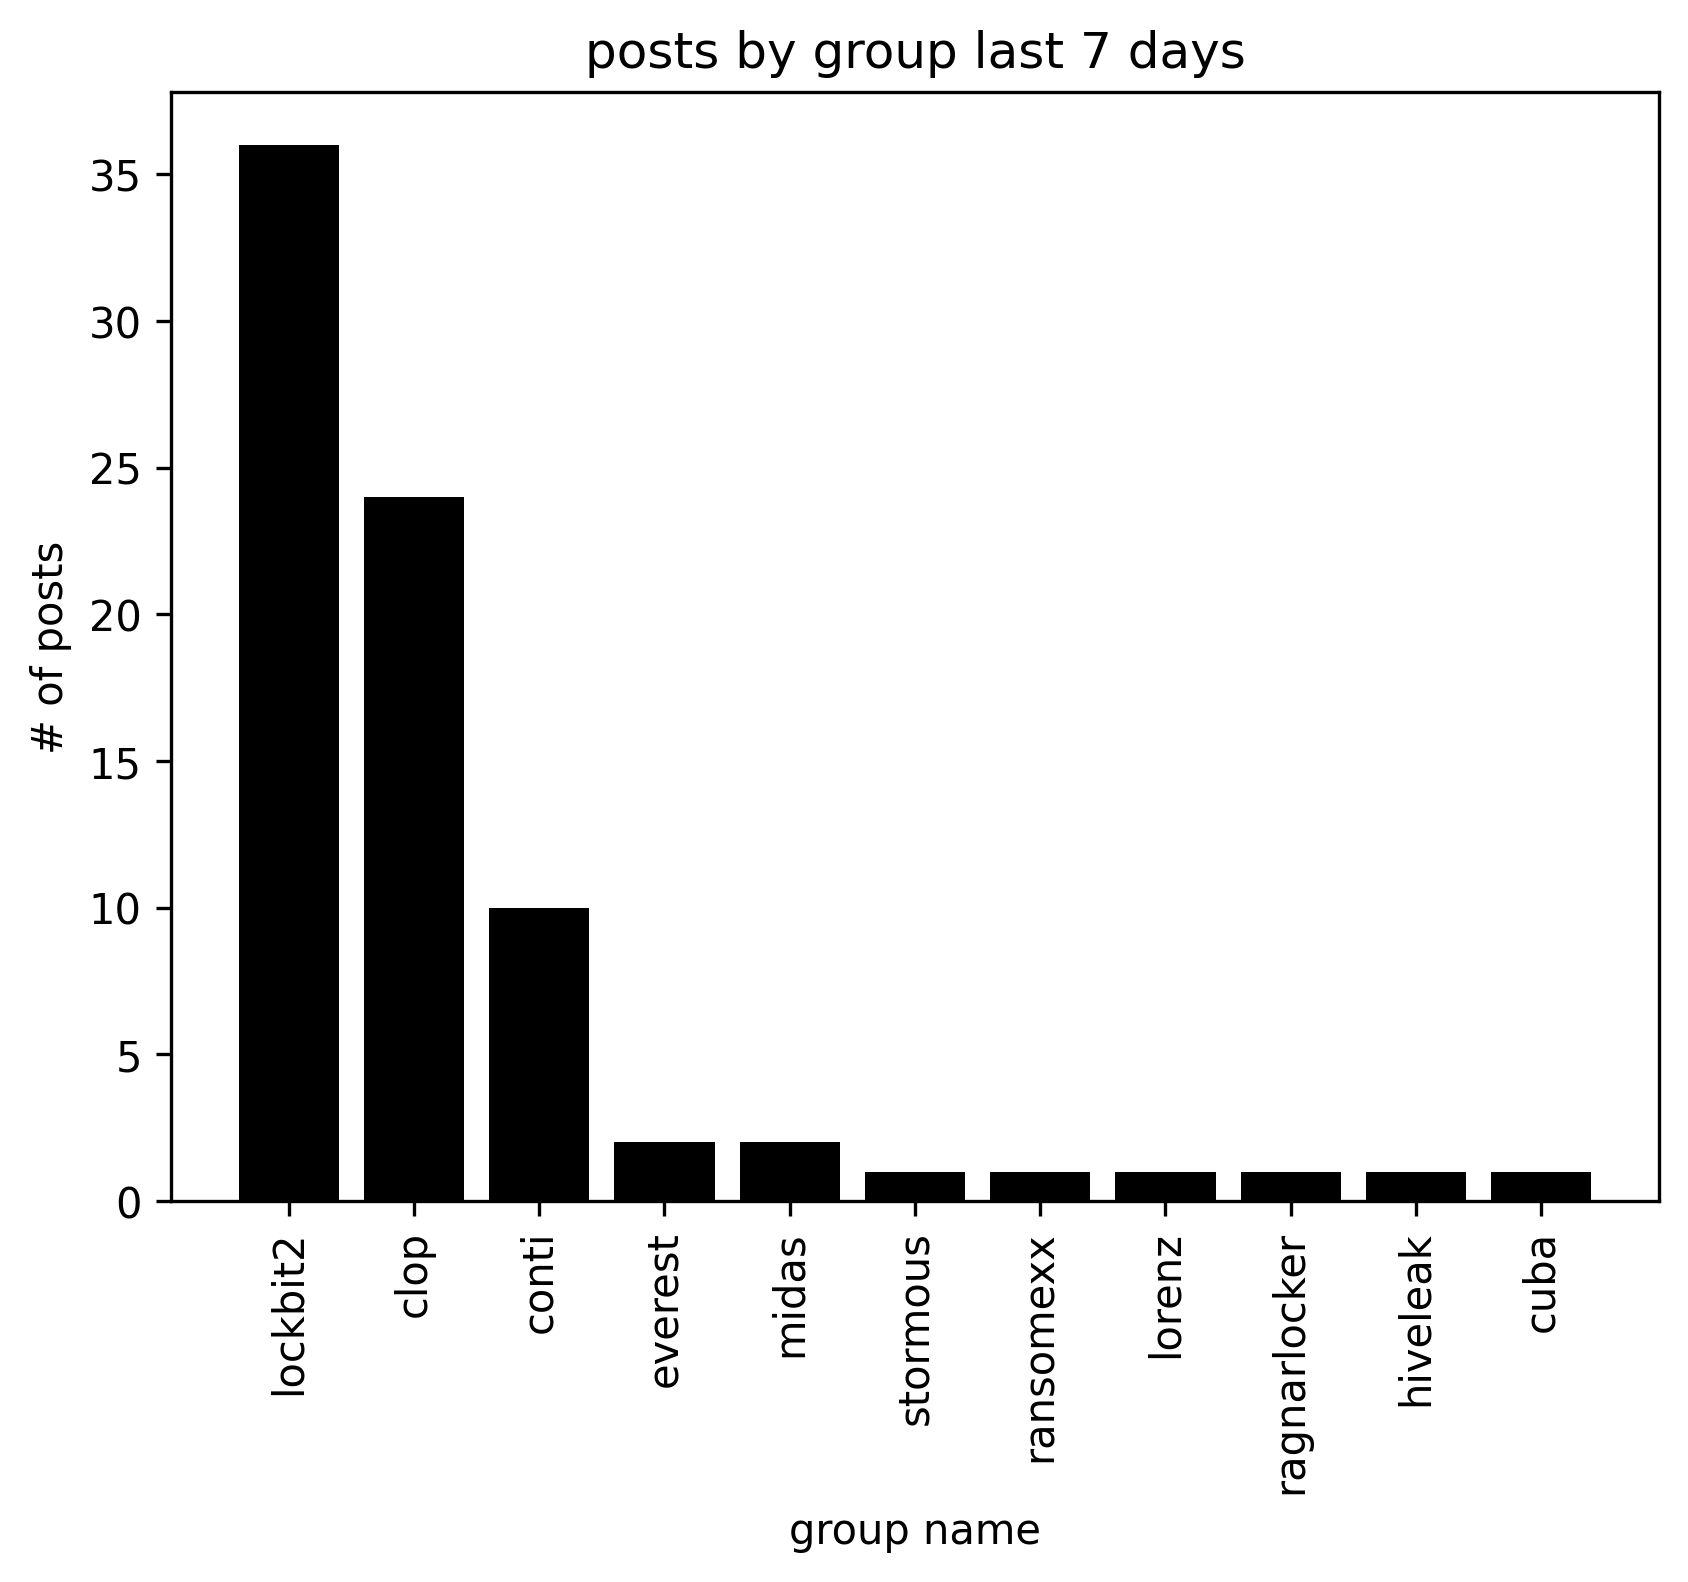 posts by group last 7 days
# of posts
35
30
25
20
15
10
5
0
lockbit2
clop
conti
everest
midas
stormous
ransomexx
lorenz
ragnarlocker
hiveleak
cuba
group name